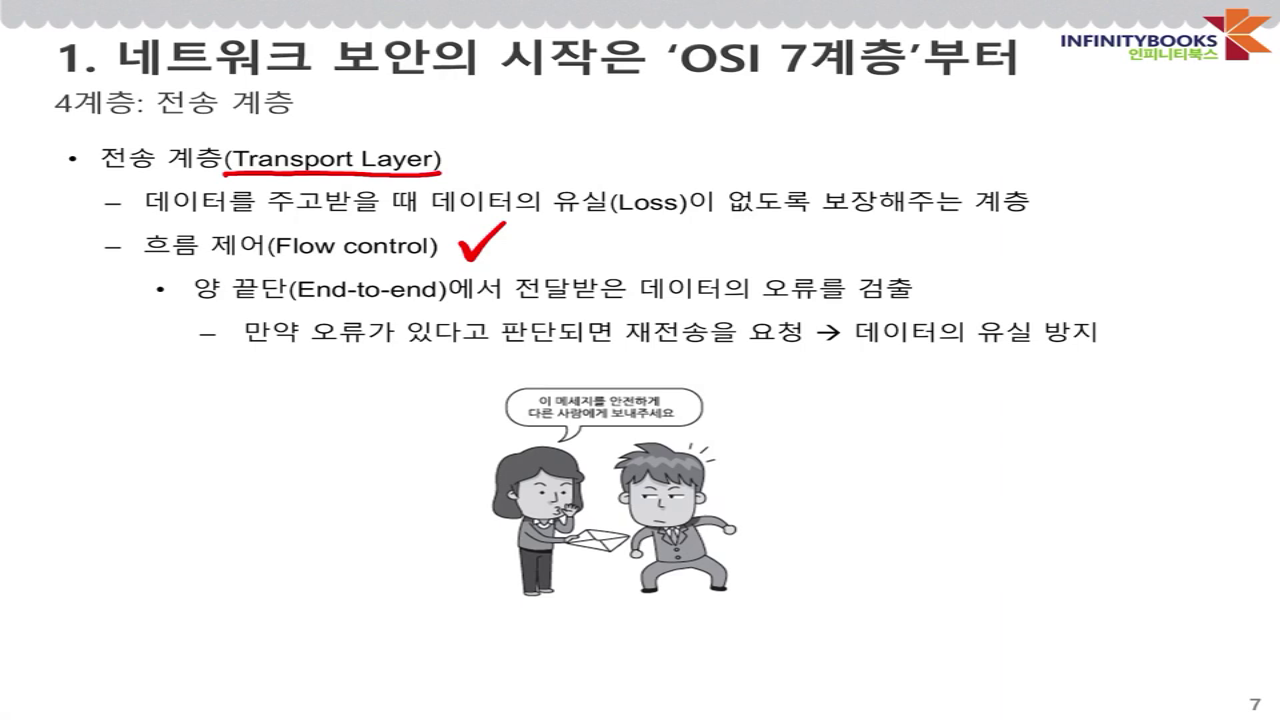 INFINITYBOOKS
인피니티북스
1. 네트워크 보안의 시작은 ‘OSI 7계층’부터
4계층: 전송 계층
• 전송 계층(Transport Layer)
– 데이터를 주고받을 때 데이터의 유실(Loss)이 없도록 보장해주는 계층
– 흐름 제어(Flow control)
• 양 끝단(End-to-end)에서 전달받은 데이터의 오류를 검출
– 만약 오류가 있다고 판단되면 재전송을 요청 → 데이터의 유실 방지
이 메세지를 안전하게
다른 사람에게 보내주세요
7